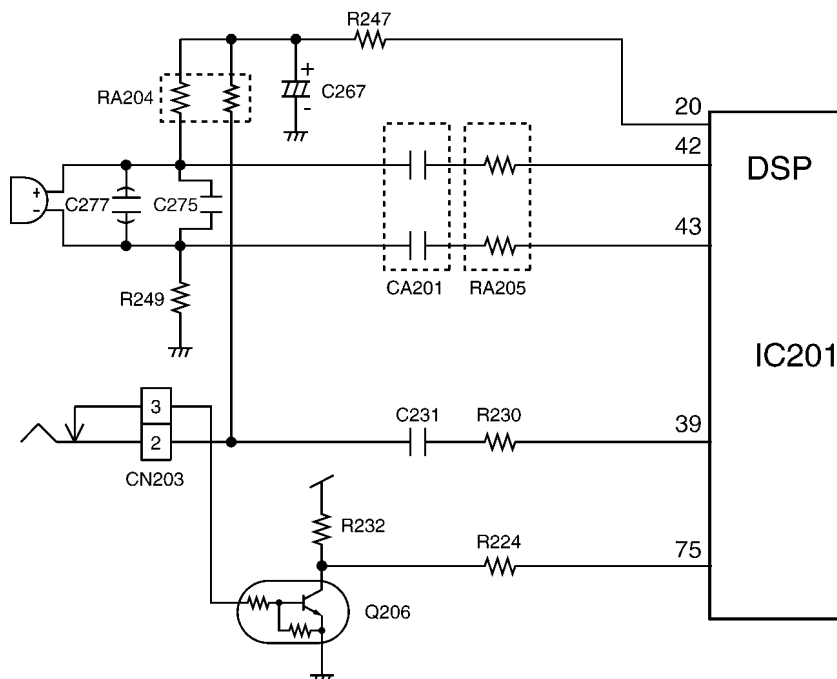 R247
+
RA204
C267
-
20
42
DSP
+
-
C277
C275
43
CA201
RA205
R249
IC201
3
C231
R230
39
2
CN203
R232
R224
75
Q206